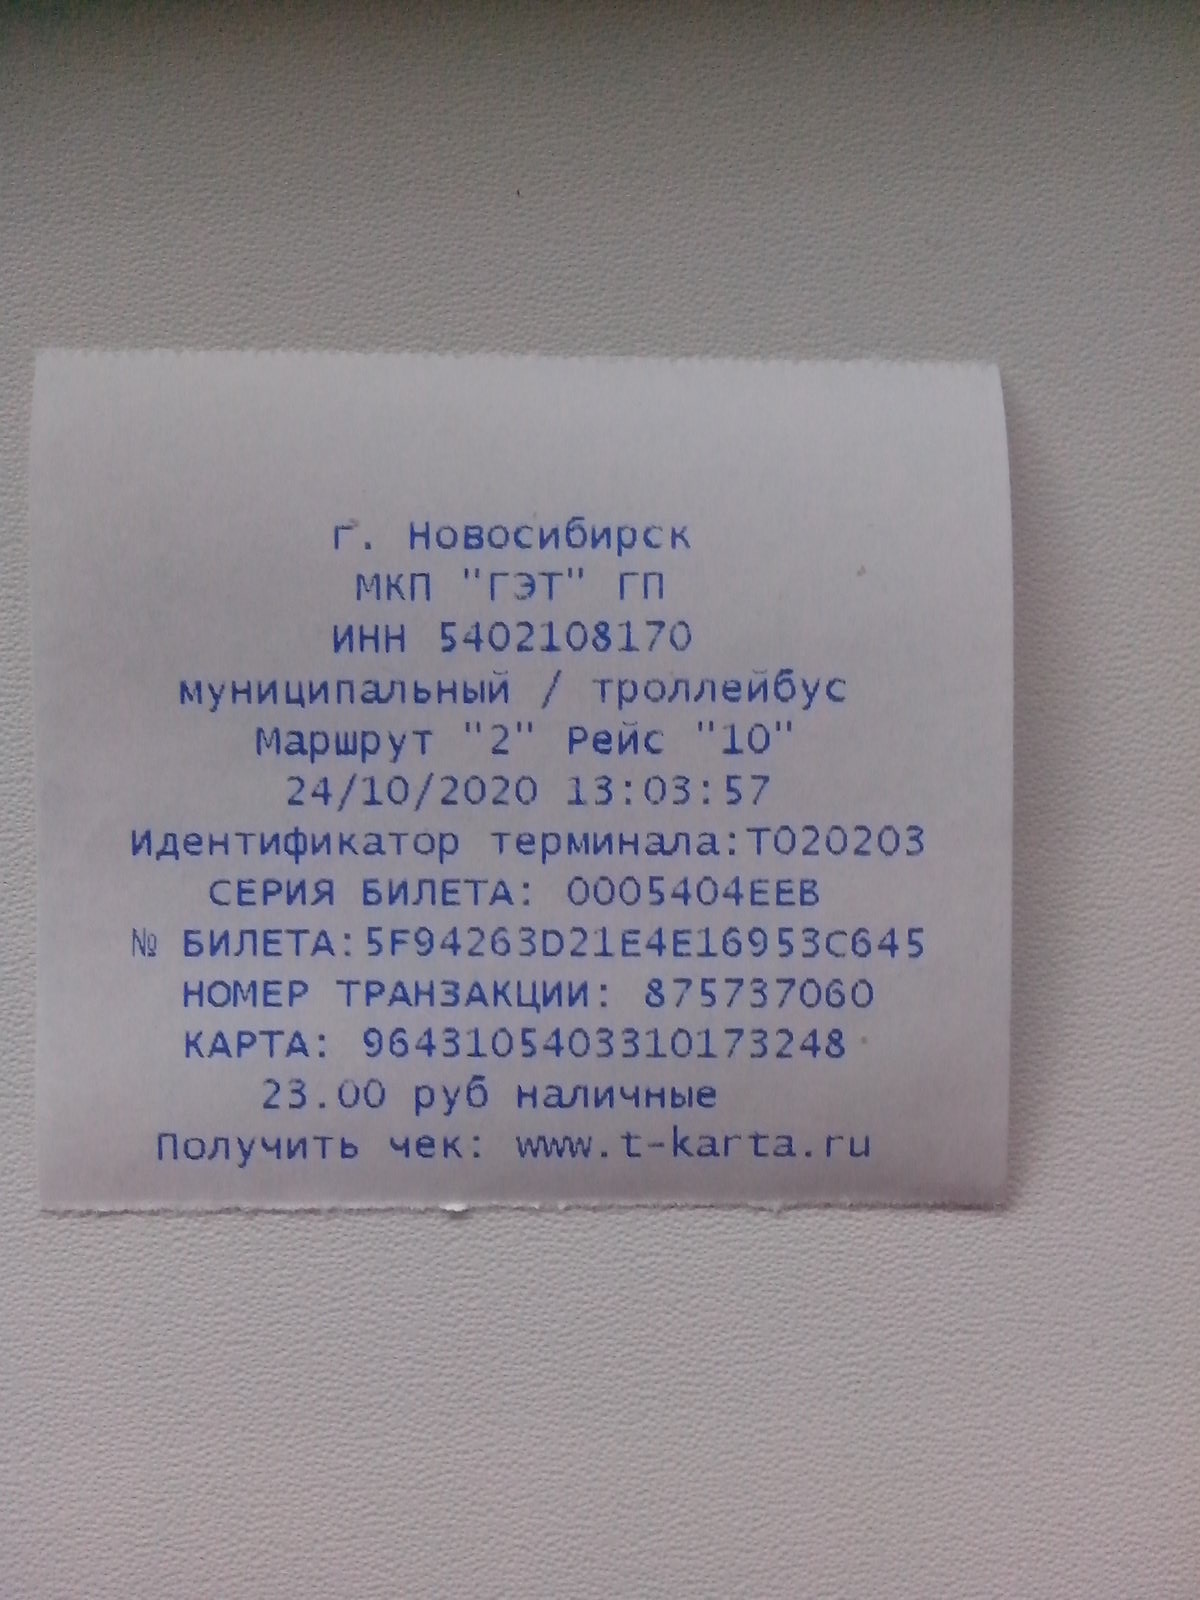 г. Новосибирск
МКП "ГЭТ" ГП
ИНН 5402108170
муниципальный / троллейбус
Маршрут "2" Рейс "10"
24/10/2020 13:03:57
Идентификатор терминала:Т020203
СЕРИЯ БИЛЕТА: 0005404EEB
№ БИЛЕТА:5F94263D21E4E16953C645
НОМЕР ТРАНЗАКЦИИ: 875737060
КАРТА: 9643105403310173248
23.00 руб наличные
Получить чек: www.t-karta.ru